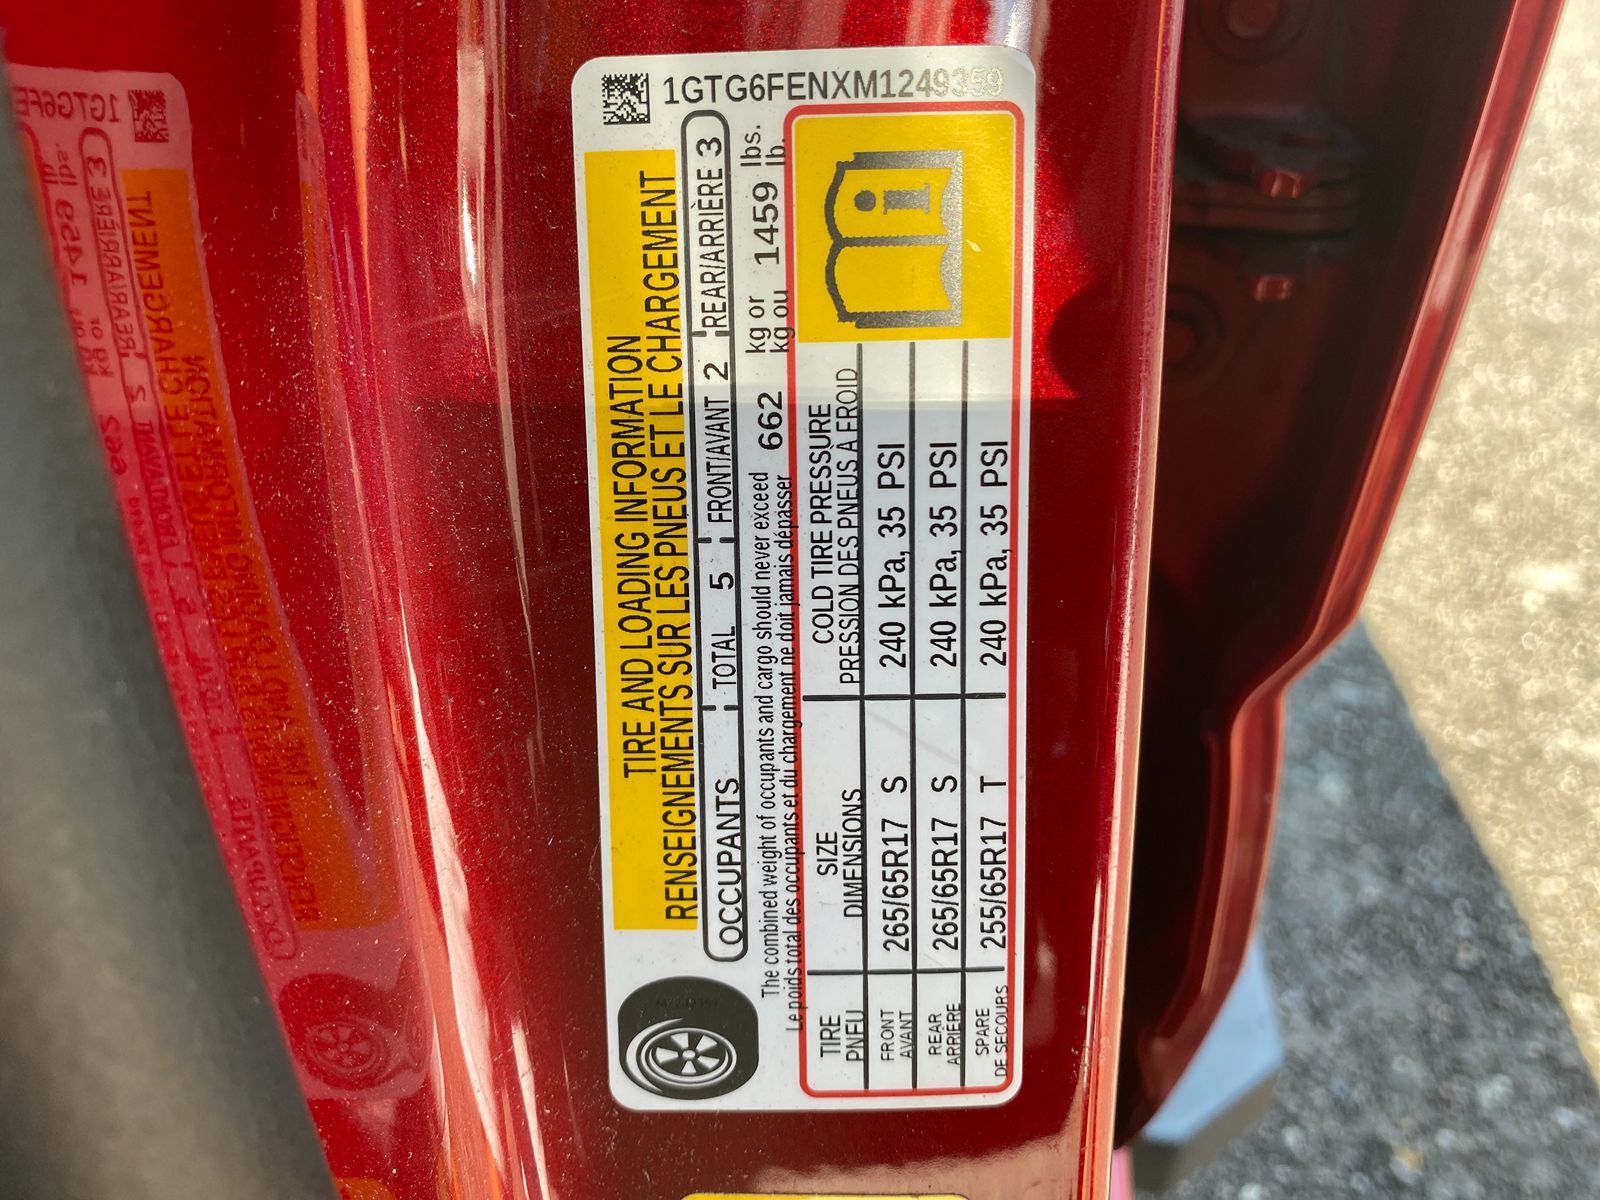 1GTG6FENXM1249359
TIRE AND LOADING INFORMATION
RENSEIGNEMENTS SUR LES PNEUS ET LE CHARGEMENT
OCCUPANTS TOTAL 5 FRONT/AVANT 2 REAR/ARRIÈRE 3
The combined weight of occupants and cargo should never exceed 662 kg or 1459 lbs.
Le poids total des occupants et du chargement ne doit jamais dépasser kg ou lb.
TIRE SIZE COLD TIRE PRESSURE
PNEU DIMENSIONS PRESSION DES PNEUS À FROID
FRONT
AVANT 265/65R17 S 240 kPa, 35 PSI
REAR
ARRIÈRE 265/65R17 S 240 kPa, 35 PSI
SPARE
DE SECOURS 255/65R17 T 240 kPa, 35 PSI